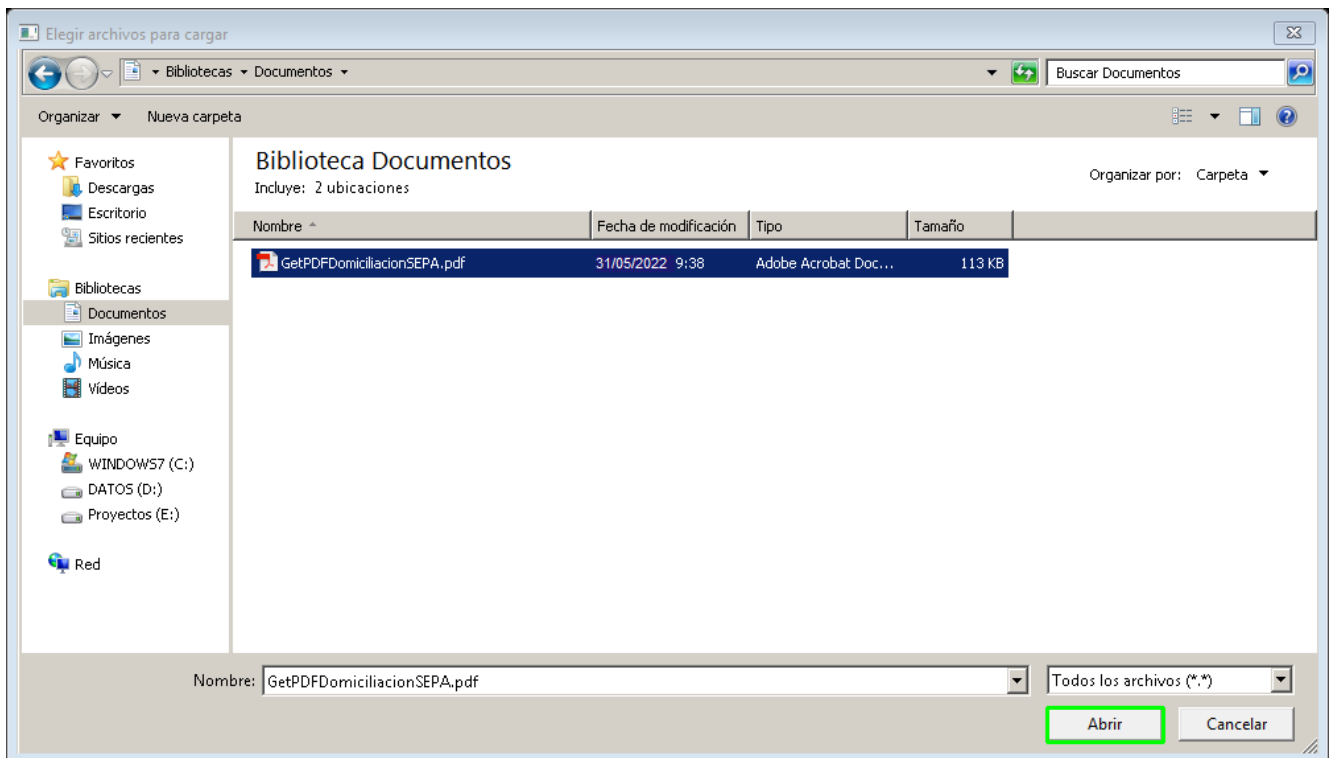 Elegir archivos para cargar
Bibliotecas Documentos
Buscar Documentos
Organizar Nueva carpeta
Favoritos
Descargas
Escritorio
Sitios recientes
Bibliotecas
Documentos
Imágenes
Música
Vídeos
Equipo
WINDOWS7 (C:)
DATOS (D:)
Proyectos (E:)
Red
Biblioteca Documentos
Incluye: 2 ubicaciones
Organizar por: Carpeta
Nombre Fecha de modificación Tipo Tamaño
GetPDFDomiciliacionSEPA.pdf 31/05/2022 9:38 Adobe Acrobat Doc... 113 KB
Nombre: GetPDFDomiciliacionSEPA.pdf
Todos los archivos (*.*)
Abrir Cancelar